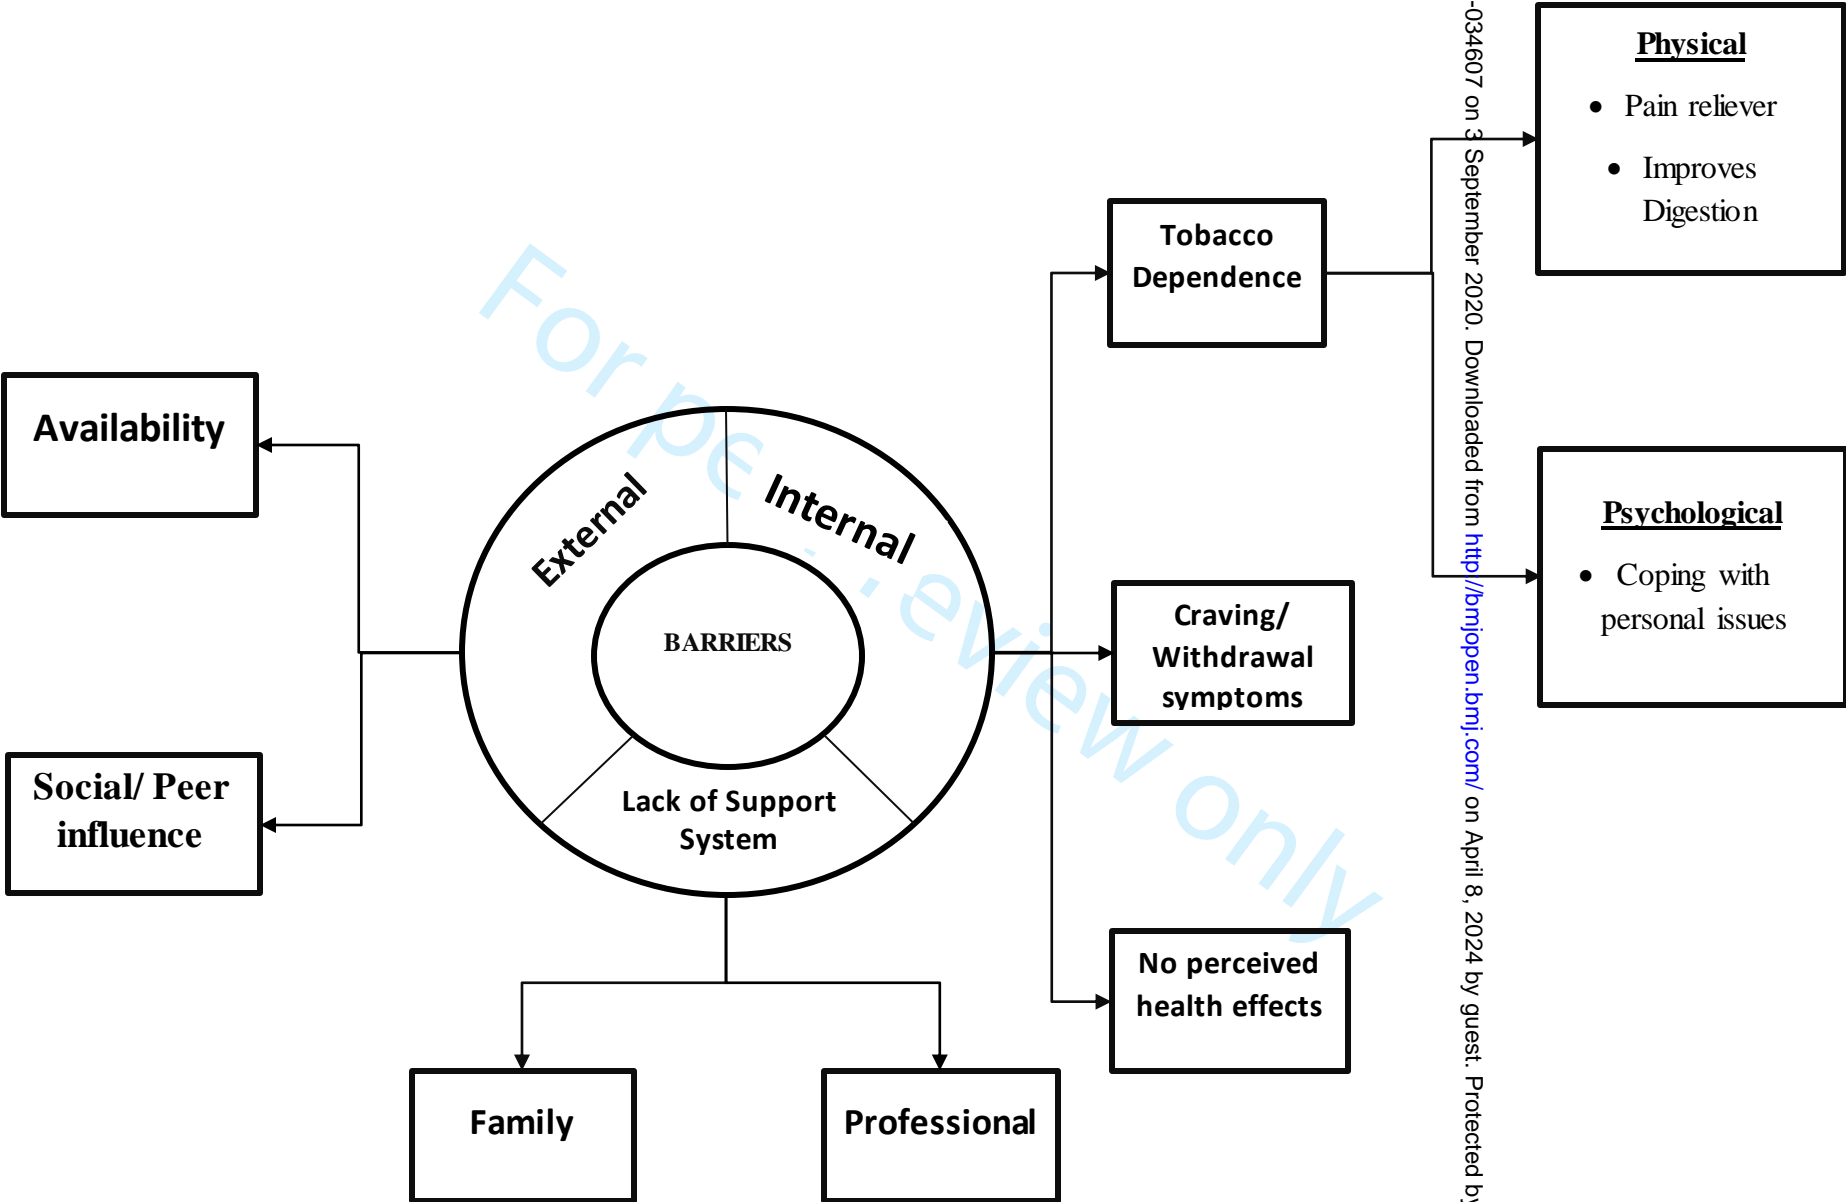 Physical
• Pain reliever
• Improves
Digestion
Tobacco
Dependence
Availability
External
Internal
BARRIERS
Psychological
• Coping with
personal issues
Craving/
Withdrawal
symptoms
Social/ Peer
influence
Lack of Support
System
No perceived
health effects
Family
Professional
For pe review only
-034607 on 3 September 2020. Downloaded from http://bmjopen.bmj.com/ on April 8, 2024 by guest. Protected by